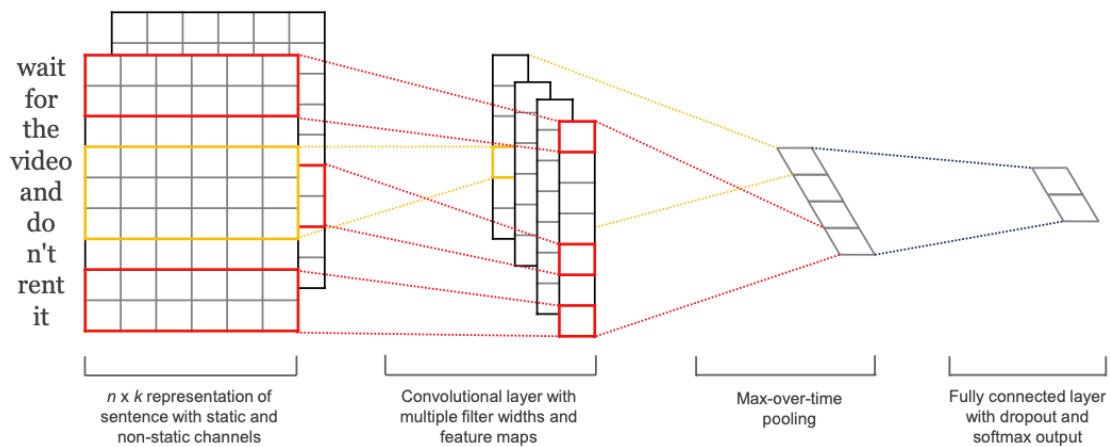 wait
for
the
video
and
do
n't
rent
it
n x k representation of
sentence with static and
non-static channels
Convolutional layer with
multiple filter widths and
feature maps
Max-over-time
pooling
Fully connected layer
with dropout and
softmax output